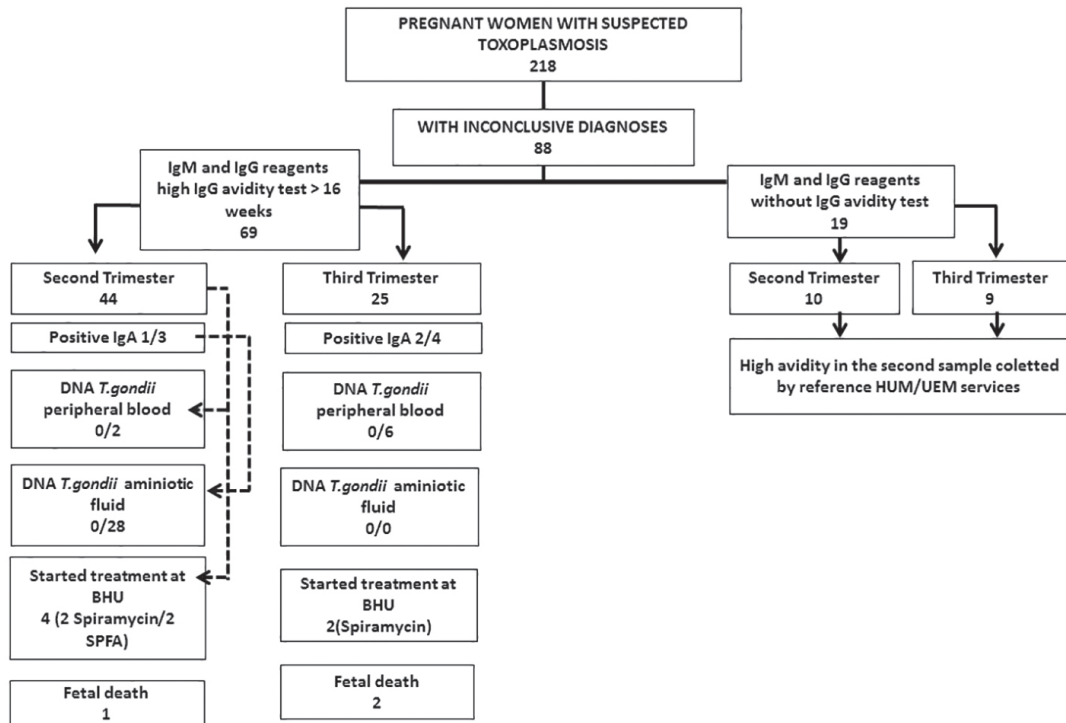 PREGNANT WOMEN WITH SUSPECTED
TOXOPLASMOSIS
218
WITH INCONCLUSIVE DIAGNOSES
88
IgM and IgG reagents
high IgG avidity test > 16
weeks
69
IgM and IgG reagents
without IgG avidity test
19
Second Trimester
44
Third Trimester
25
Second Trimester
10
Third Trimester
9
Positive IgA 1/3
Positive IgA 2/4
High avidity in the second sample coletted
by reference HUM/UEM services
DNA T.gondii
peripheral blood
0/2
DNA T.gondii
peripheral blood
0/6
DNA T.gondii aminiotic
fluid
0/28
DNA T.gondii aminiotic
fluid
0/0
Started treatment at
BHU
4 (2 Spiramycin/2
SPFA)
Started treatment at
BHU
2(Spiramycin)
Fetal death
1
Fetal death
2